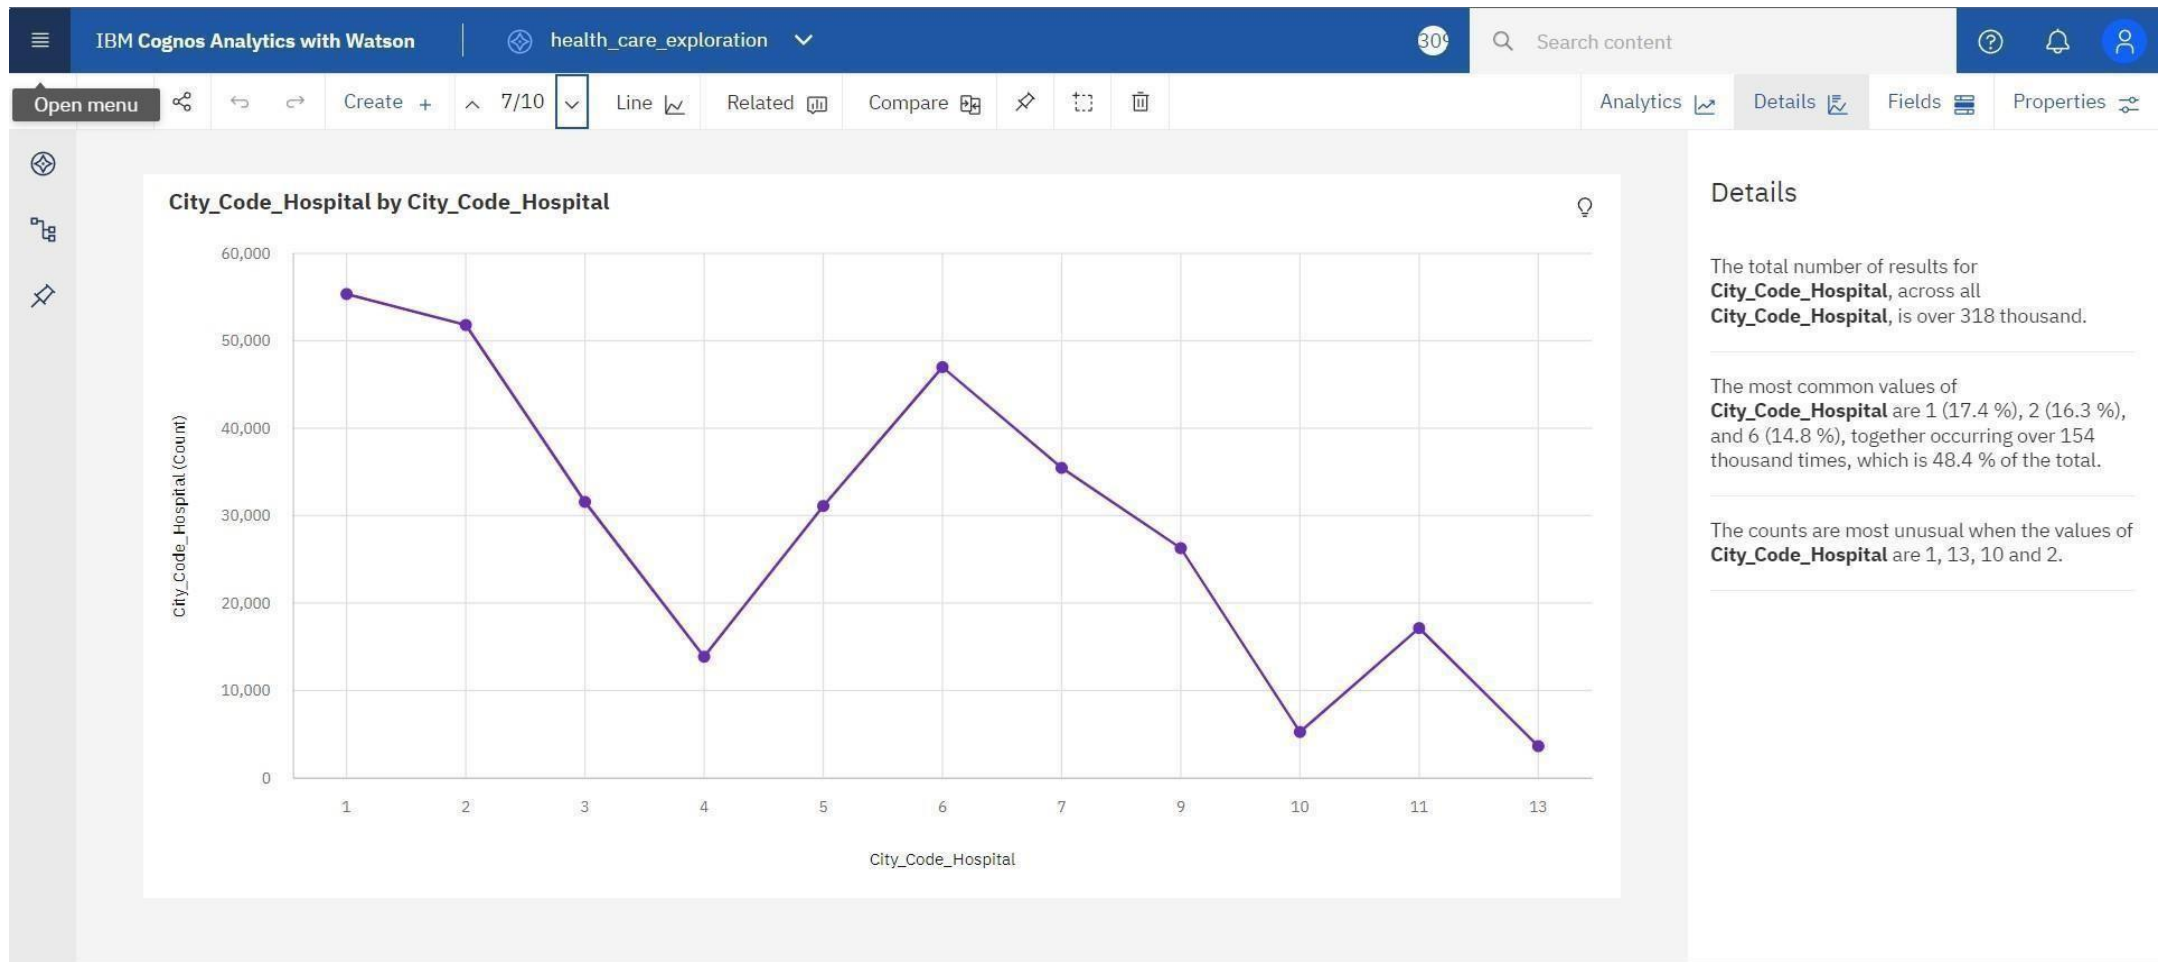 IBM Cognos Analytics with Watson
health_care_exploration
Search content
Open menu
Create +
7/10
Line
Related
Compare
Analytics
Details
Fields
Properties
City_Code_Hospital by City_Code_Hospital
60,000
50,000
40,000
30,000
20,000
10,000
0
City_Code_Hospital (Count)
1 2 3 4 5 6 7 9 10 11 13
City_Code_Hospital
Details
The total number of results for
City_Code_Hospital, across all
City_Code_Hospital, is over 318 thousand.
The most common values of
City_Code_Hospital are 1 (17.4 %), 2 (16.3 %),
and 6 (14.8 %), together occurring over 154
thousand times, which is 48.4 % of the total.
The counts are most unusual when the values of
City_Code_Hospital are 1, 13, 10 and 2.